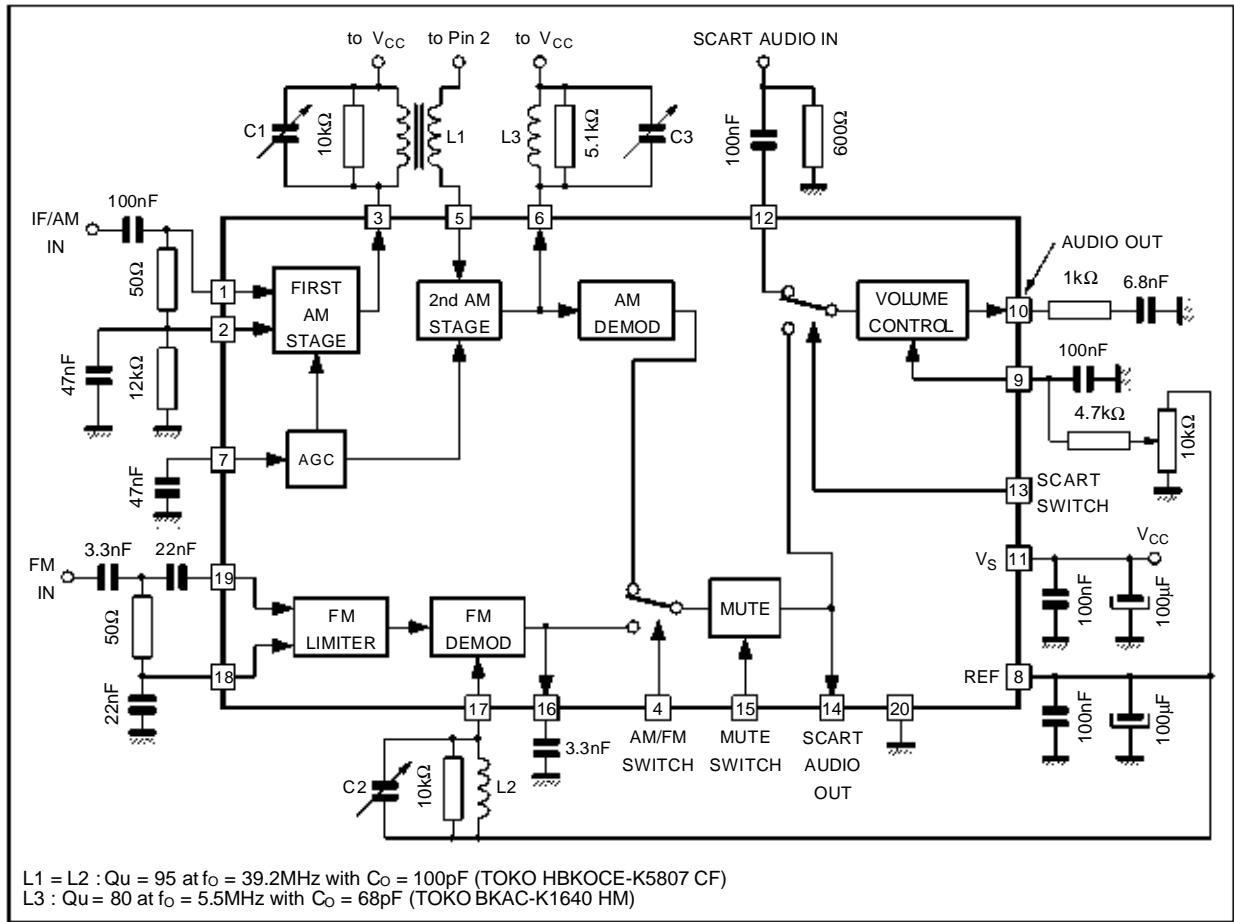 to VCC
to Pin 2
to VCC
SCART AUDIO IN
C1
10kΩ
L1
L3
5.1kΩ
C3
100nF
600Ω
100nF
IF/AM
IN
3
5
6
12
AUDIO OUT
50Ω
1
FIRST
AM
STAGE
2nd AM
STAGE
AM
DEMOD
VOLUME
CONTROL
10
1kΩ
6.8nF
2
47nF
12kΩ
9
100nF
4.7kΩ
10kΩ
7
AGC
47nF
13
SCART
SWITCH
VCC
VS
11
100nF
100µF
FM
IN
3.3nF
22nF
19
50Ω
FM
LIMITER
FM
DEMOD
MUTE
18
22nF
REF
8
100nF
100µF
17
16
4
15
14
20
3.3nF
AM/FM
SWITCH
MUTE
SWITCH
SCART
AUDIO
OUT
C2
10kΩ
L2
L1 = L2 : Qu = 95 at fO = 39.2MHz with CO = 100pF (TOKO HBKOCE-K5807 CF)
L3 : Qu = 80 at fO = 5.5MHz with CO = 68pF (TOKO BKAC-K1640 HM)